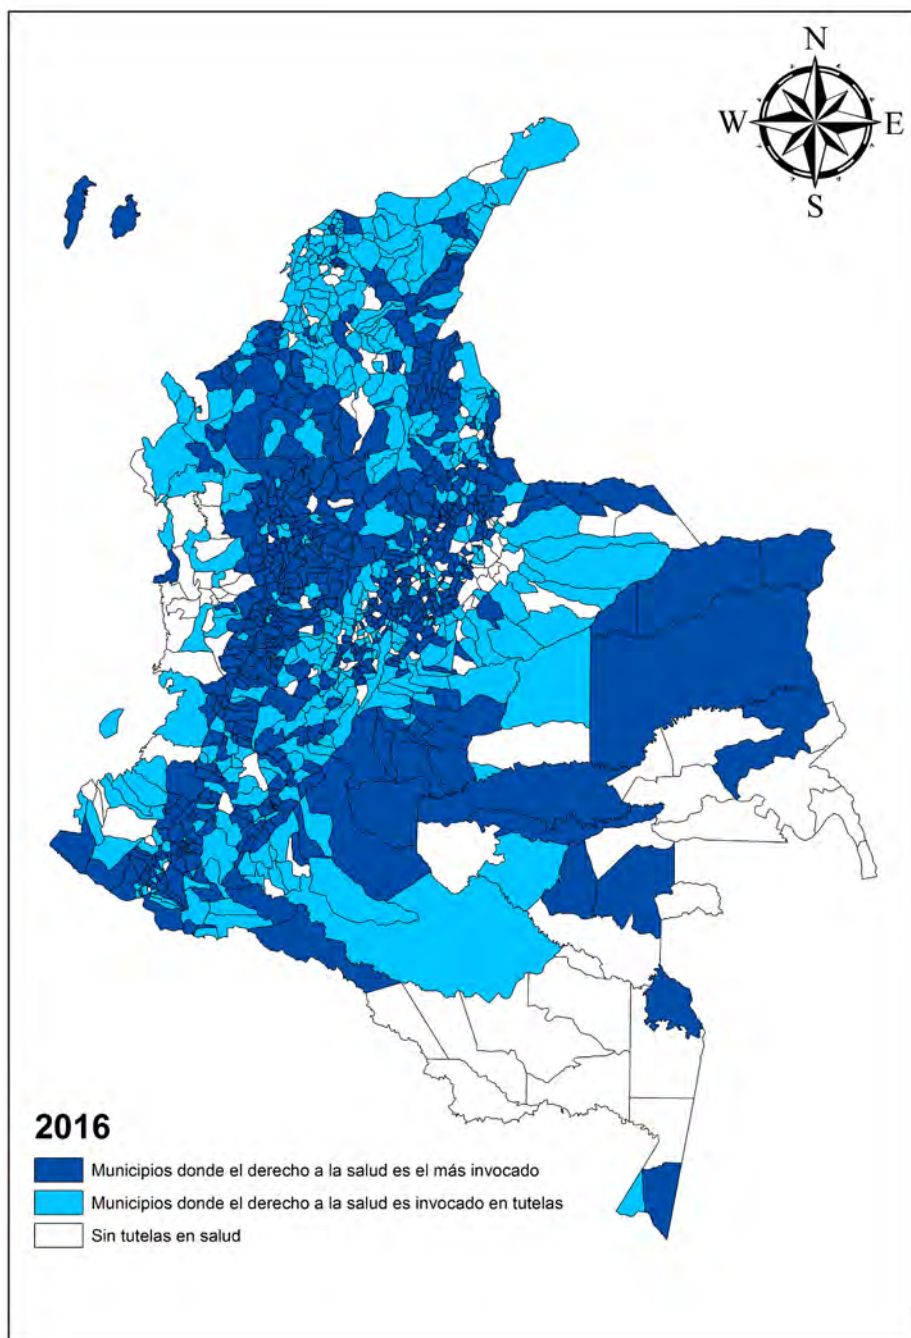 N
W E
S
2016
Municipios donde el derecho a la salud es el más invocado
Municipios donde el derecho a la salud es invocado en tutelas
Sin tutelas en salud